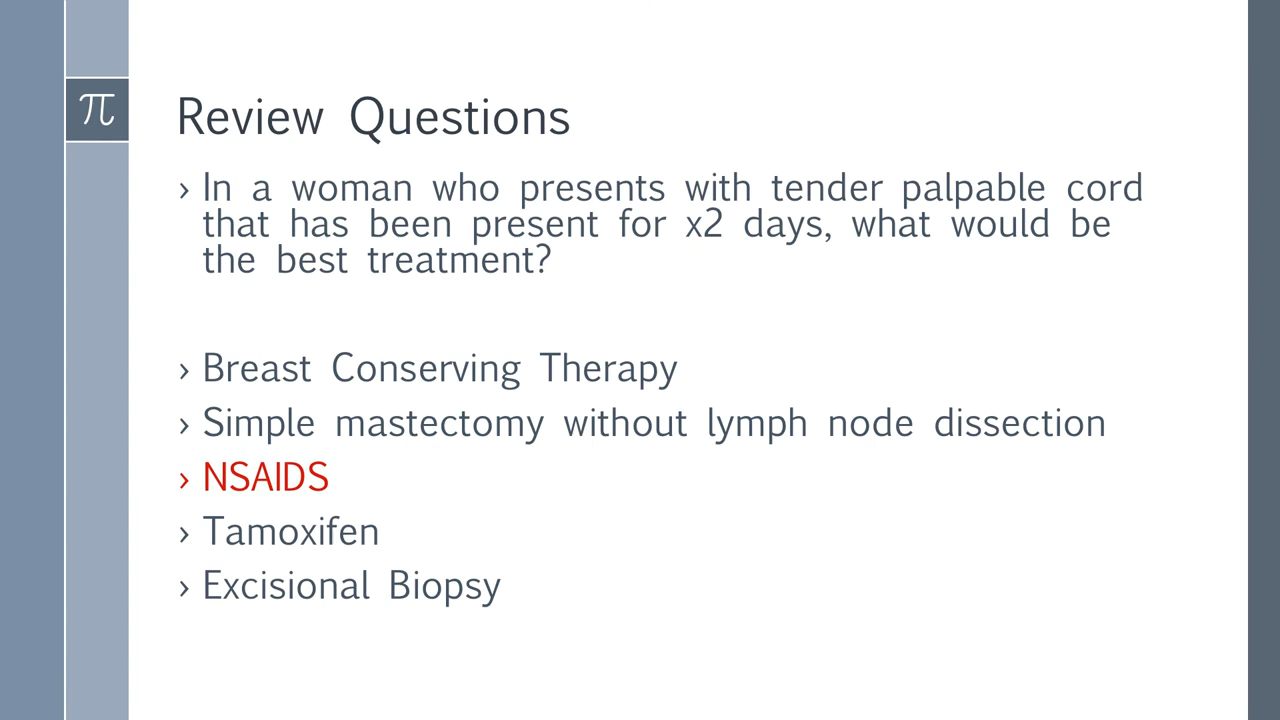 π
Review Questions
› In a woman who presents with tender palpable cord
that has been present for x2 days, what would be
the best treatment?
› Breast Conserving Therapy
› Simple mastectomy without lymph node dissection
› NSAIDS
› Tamoxifen
› Excisional Biopsy